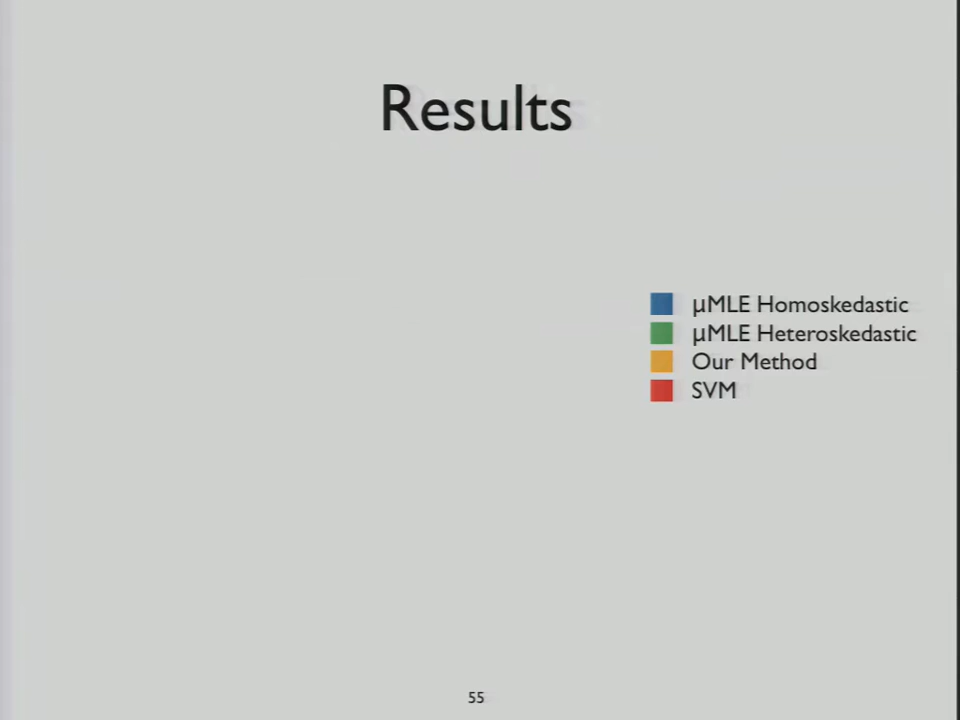 Results
µMLE Homoskedastic
µMLE Heteroskedastic
Our Method
SVM
55